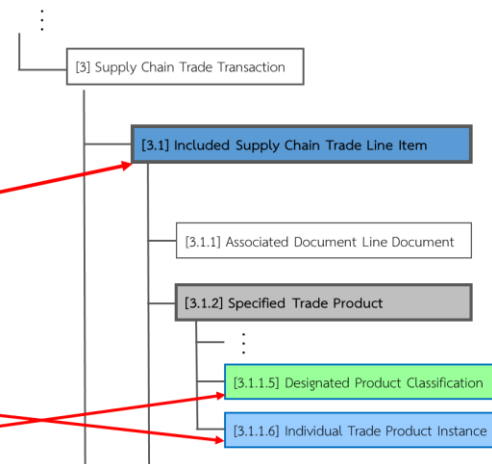 [3] Supply Chain Trade Transaction
[3.1] Included Supply Chain Trade Line Item
[3.1.1] Associated Document Line Document
[3.1.2] Specified Trade Product
[3.1.1.5] Designated Product Classification
[3.1.1.6] Individual Trade Product Instance